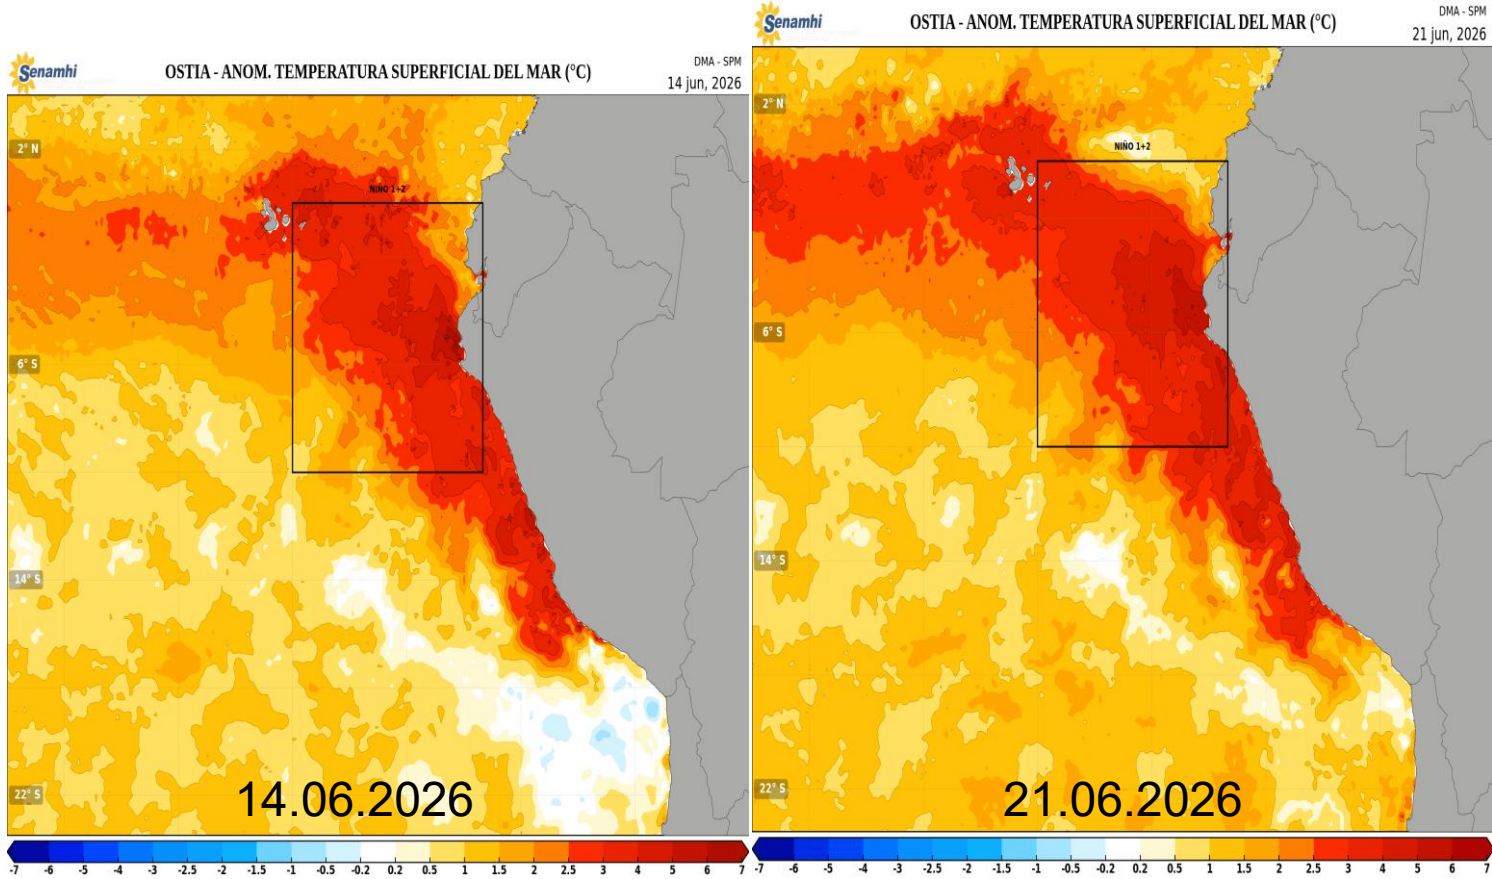 Senamhi
OSTIA - ANOM. TEMPERATURA SUPERFICIAL DEL MAR (°C)
DMA - SPM
14 jun, 2026
2° N
NIÑO 1+2
6° S
14° S
22° S
14.06.2026
-7 -6 -5 -4 -3 -2.5 -2 -1.5 -1 -0.5 -0.2 0.2 0.5 1 1.5 2 2.5 3 4 5 6 7
Senamhi
OSTIA - ANOM. TEMPERATURA SUPERFICIAL DEL MAR (°C)
DMA - SPM
21 jun, 2026
2° N
NIÑO 1+2
6° S
14° S
22° S
21.06.2026
-7 -6 -5 -4 -3 -2.5 -2 -1.5 -1 -0.5 -0.2 0.2 0.5 1 1.5 2 2.5 3 4 5 6 7